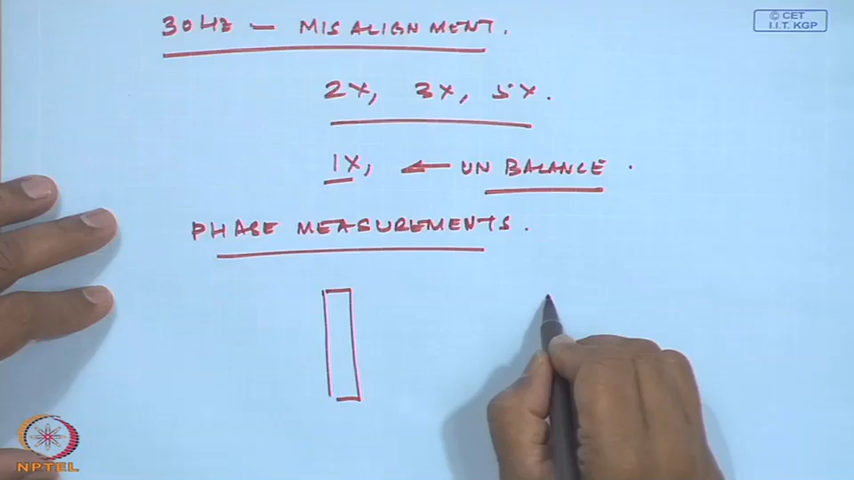 30HZ — MISALIGNMENT.
© CET
I.I.T. KGP
2X, 3X, 5X.
1X, ← UNBALANCE.
PHASE MEASUREMENTS.
NPTEL